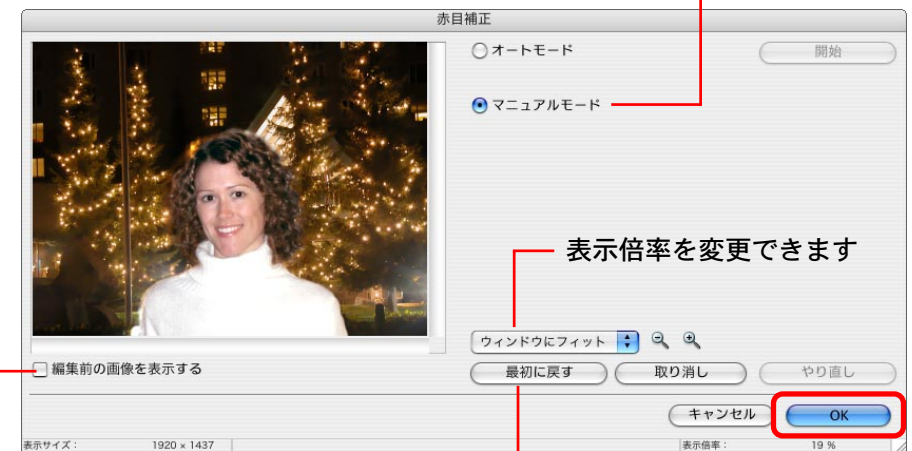 赤目補正
オートモード
開始
マニュアルモード
表示倍率を変更できます
ウィンドウにフィット
編集前の画像を表示する
最初に戻す
取り消し
やり直し
キャンセル
OK
表示サイズ： 1920 × 1437
表示倍率： 19 %